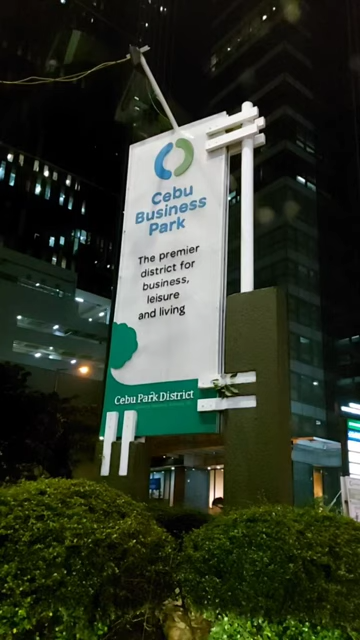 Cebu
Business
Park
The premier
district for
business,
leisure
and living
Cebu Park District